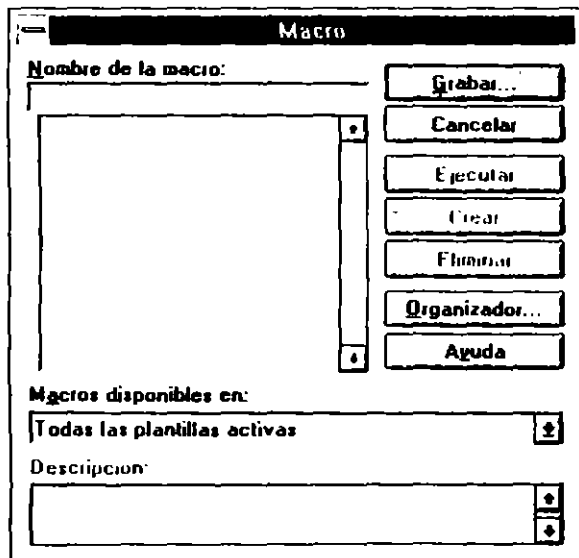 Macro
Nombre de la macro:
Grabar...
Cancelar
Ejecutar
Crear
Eliminar
Organizador...
Ayuda
Macros disponibles en:
Todas las plantillas activas
Descripcion: